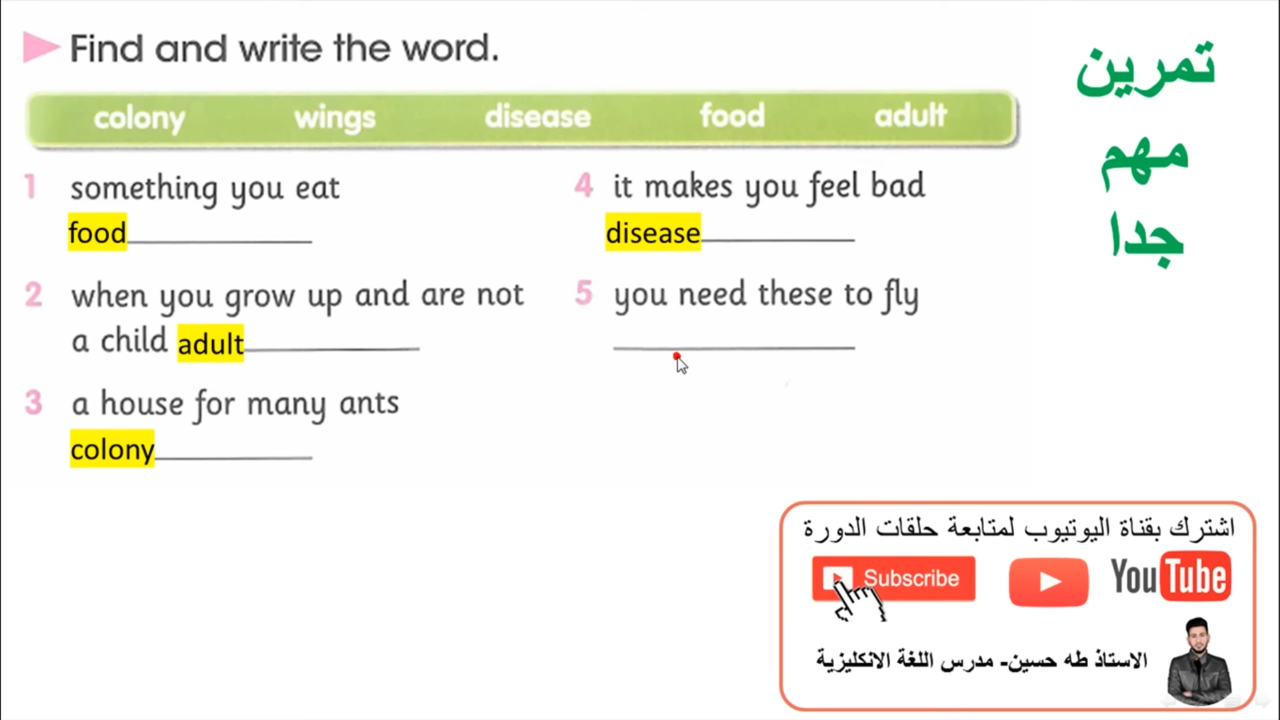 Find and write the word.
colony wings disease food adult
1 something you eat
food
2 when you grow up and are not
a child adult
3 a house for many ants
colony
4 it makes you feel bad
disease
5 you need these to fly
تمرين
مهم
جدا
اشترك بقناة اليوتيوب لمتابعة حلقات الدورة
Subscribe
YouTube
الاستاذ طه حسين- مدرس اللغة الانكليزية